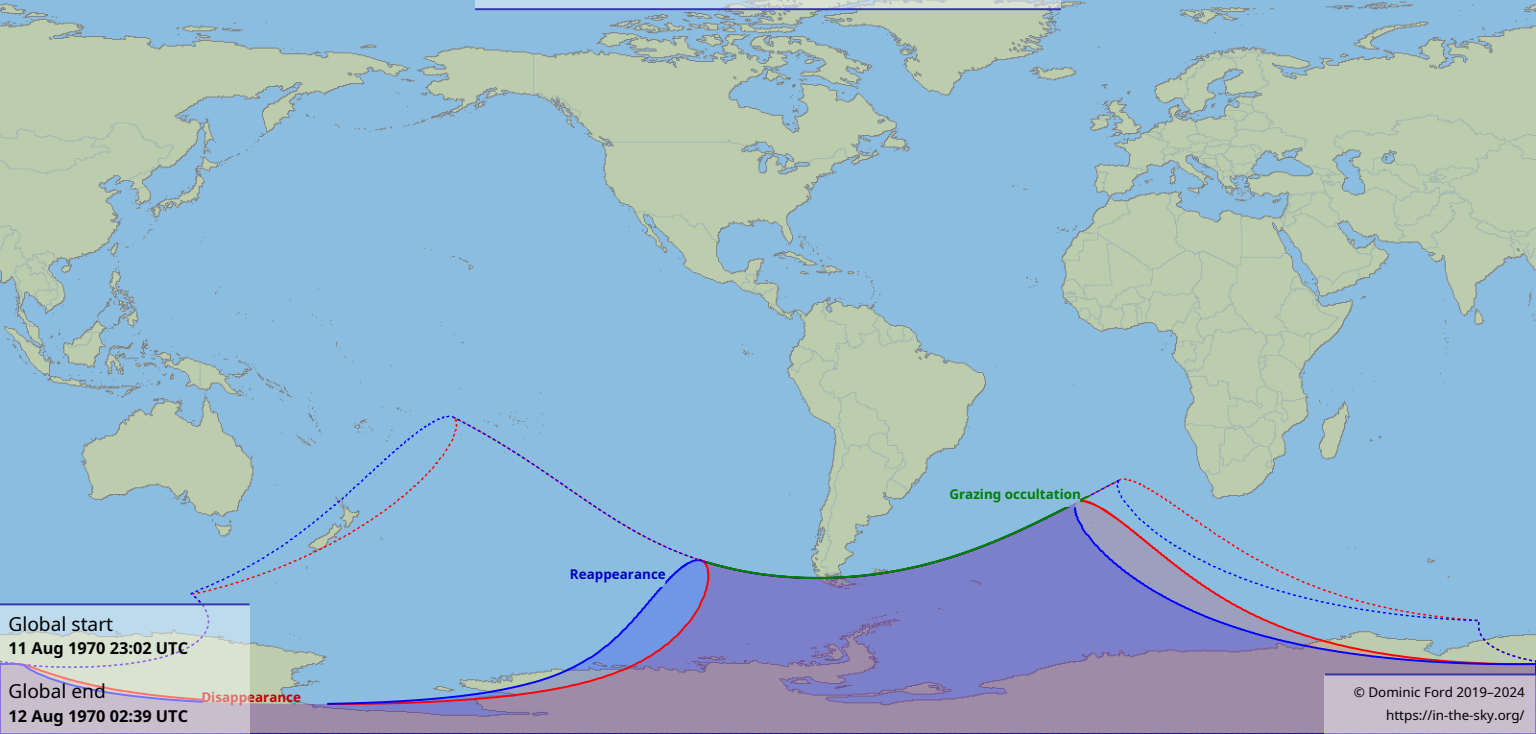 Grazing occultation
Reappearance
Global start
11 Aug 1970 23:02 UTC
Global end
Disappearance
12 Aug 1970 02:39 UTC
© Dominic Ford 2019–2024
https://in-the-sky.org/